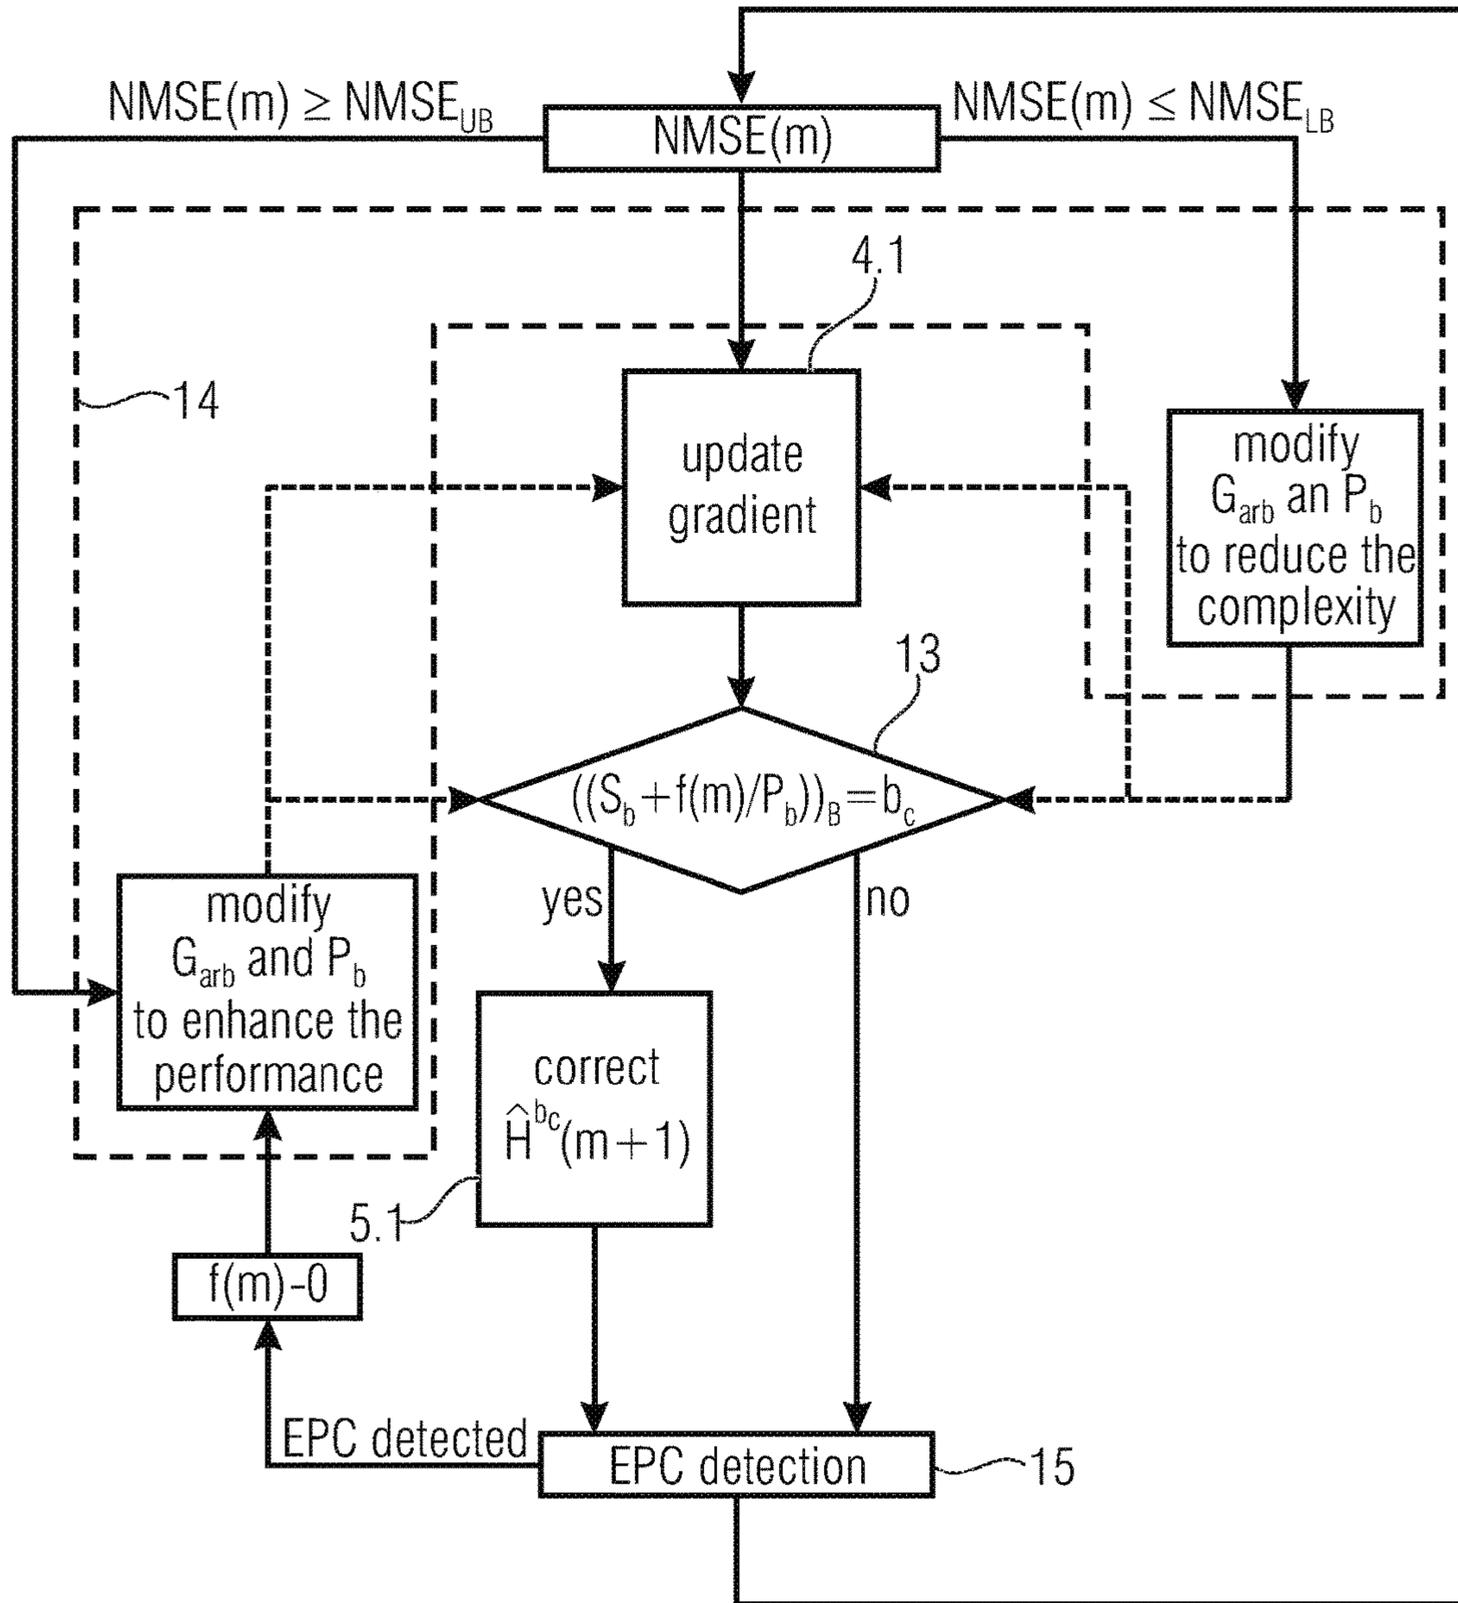 NMSE(m) ≥ NMSE_UB
NMSE(m)
NMSE(m) ≤ NMSE_LB
4.1
14
update
gradient
modify
G_arb an P_b
to reduce the
complexity
13
((S_b+f(m)/P_b))_B=b_c
yes
no
modify
G_arb and P_b
to enhance the
performance
correct
Ĥ^b_c(m+1)
5.1
f(m)-0
EPC detected
EPC detection
15